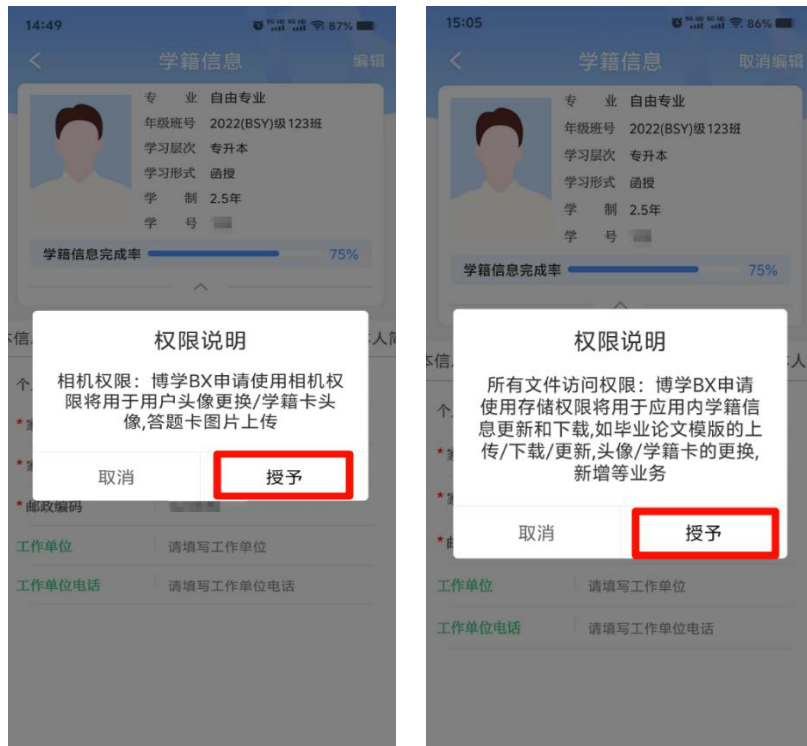 14:49
87%
学籍信息
编辑
专 业 自由专业
年级班号 2022(BSY)级123班
学习层次 专升本
学习形式 函授
学 制 2.5年
学 号
学籍信息完成率 75%
权限说明
相机权限：博学BX申请使用相机权
限将用于用户头像更换/学籍卡头
像,答题卡图片上传
取消 授予
*邮政编码
工作单位 请填写工作单位
工作单位电话 请填写工作单位电话
15:05
86%
学籍信息
取消编辑
专 业 自由专业
年级班号 2022(BSY)级123班
学习层次 专升本
学习形式 函授
学 制 2.5年
学 号
学籍信息完成率 75%
权限说明
所有文件访问权限：博学BX申请
使用存储权限将用于应用内学籍信
息更新和下载,如毕业论文模版的上
传/下载/更新,头像/学籍卡的更换,
新增等业务
取消 授予
工作单位 请填写工作单位
工作单位电话 请填写工作单位电话